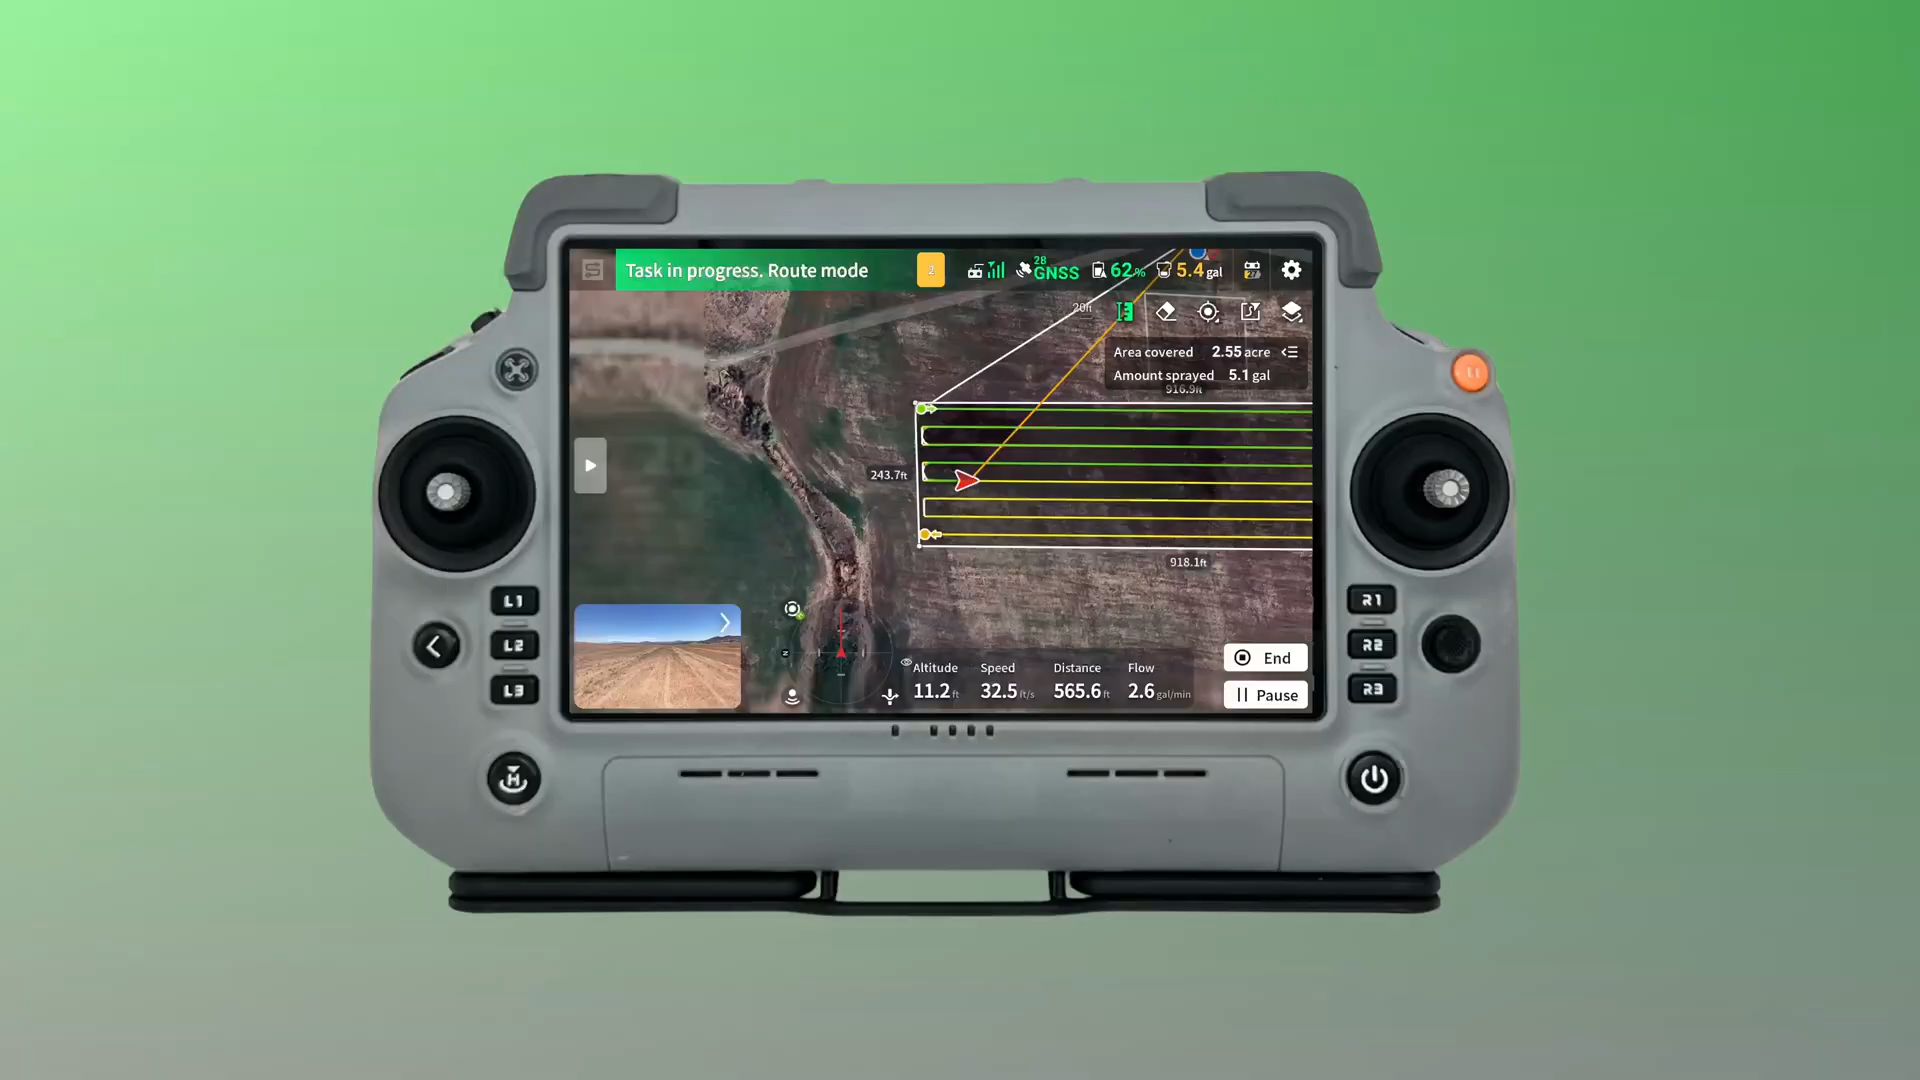 Task in progress. Route mode
2
28
GNSS
62%
5.4 gal
20ft
Area covered 2.55 acre
Amount sprayed 5.1 gal
916.9ft
243.7ft
918.1ft
L1
L2
L3
R1
R2
R3
N
Altitude Speed Distance Flow
11.2 ft 32.5 ft/s 565.6 ft 2.6 gal/min
End
Pause
H